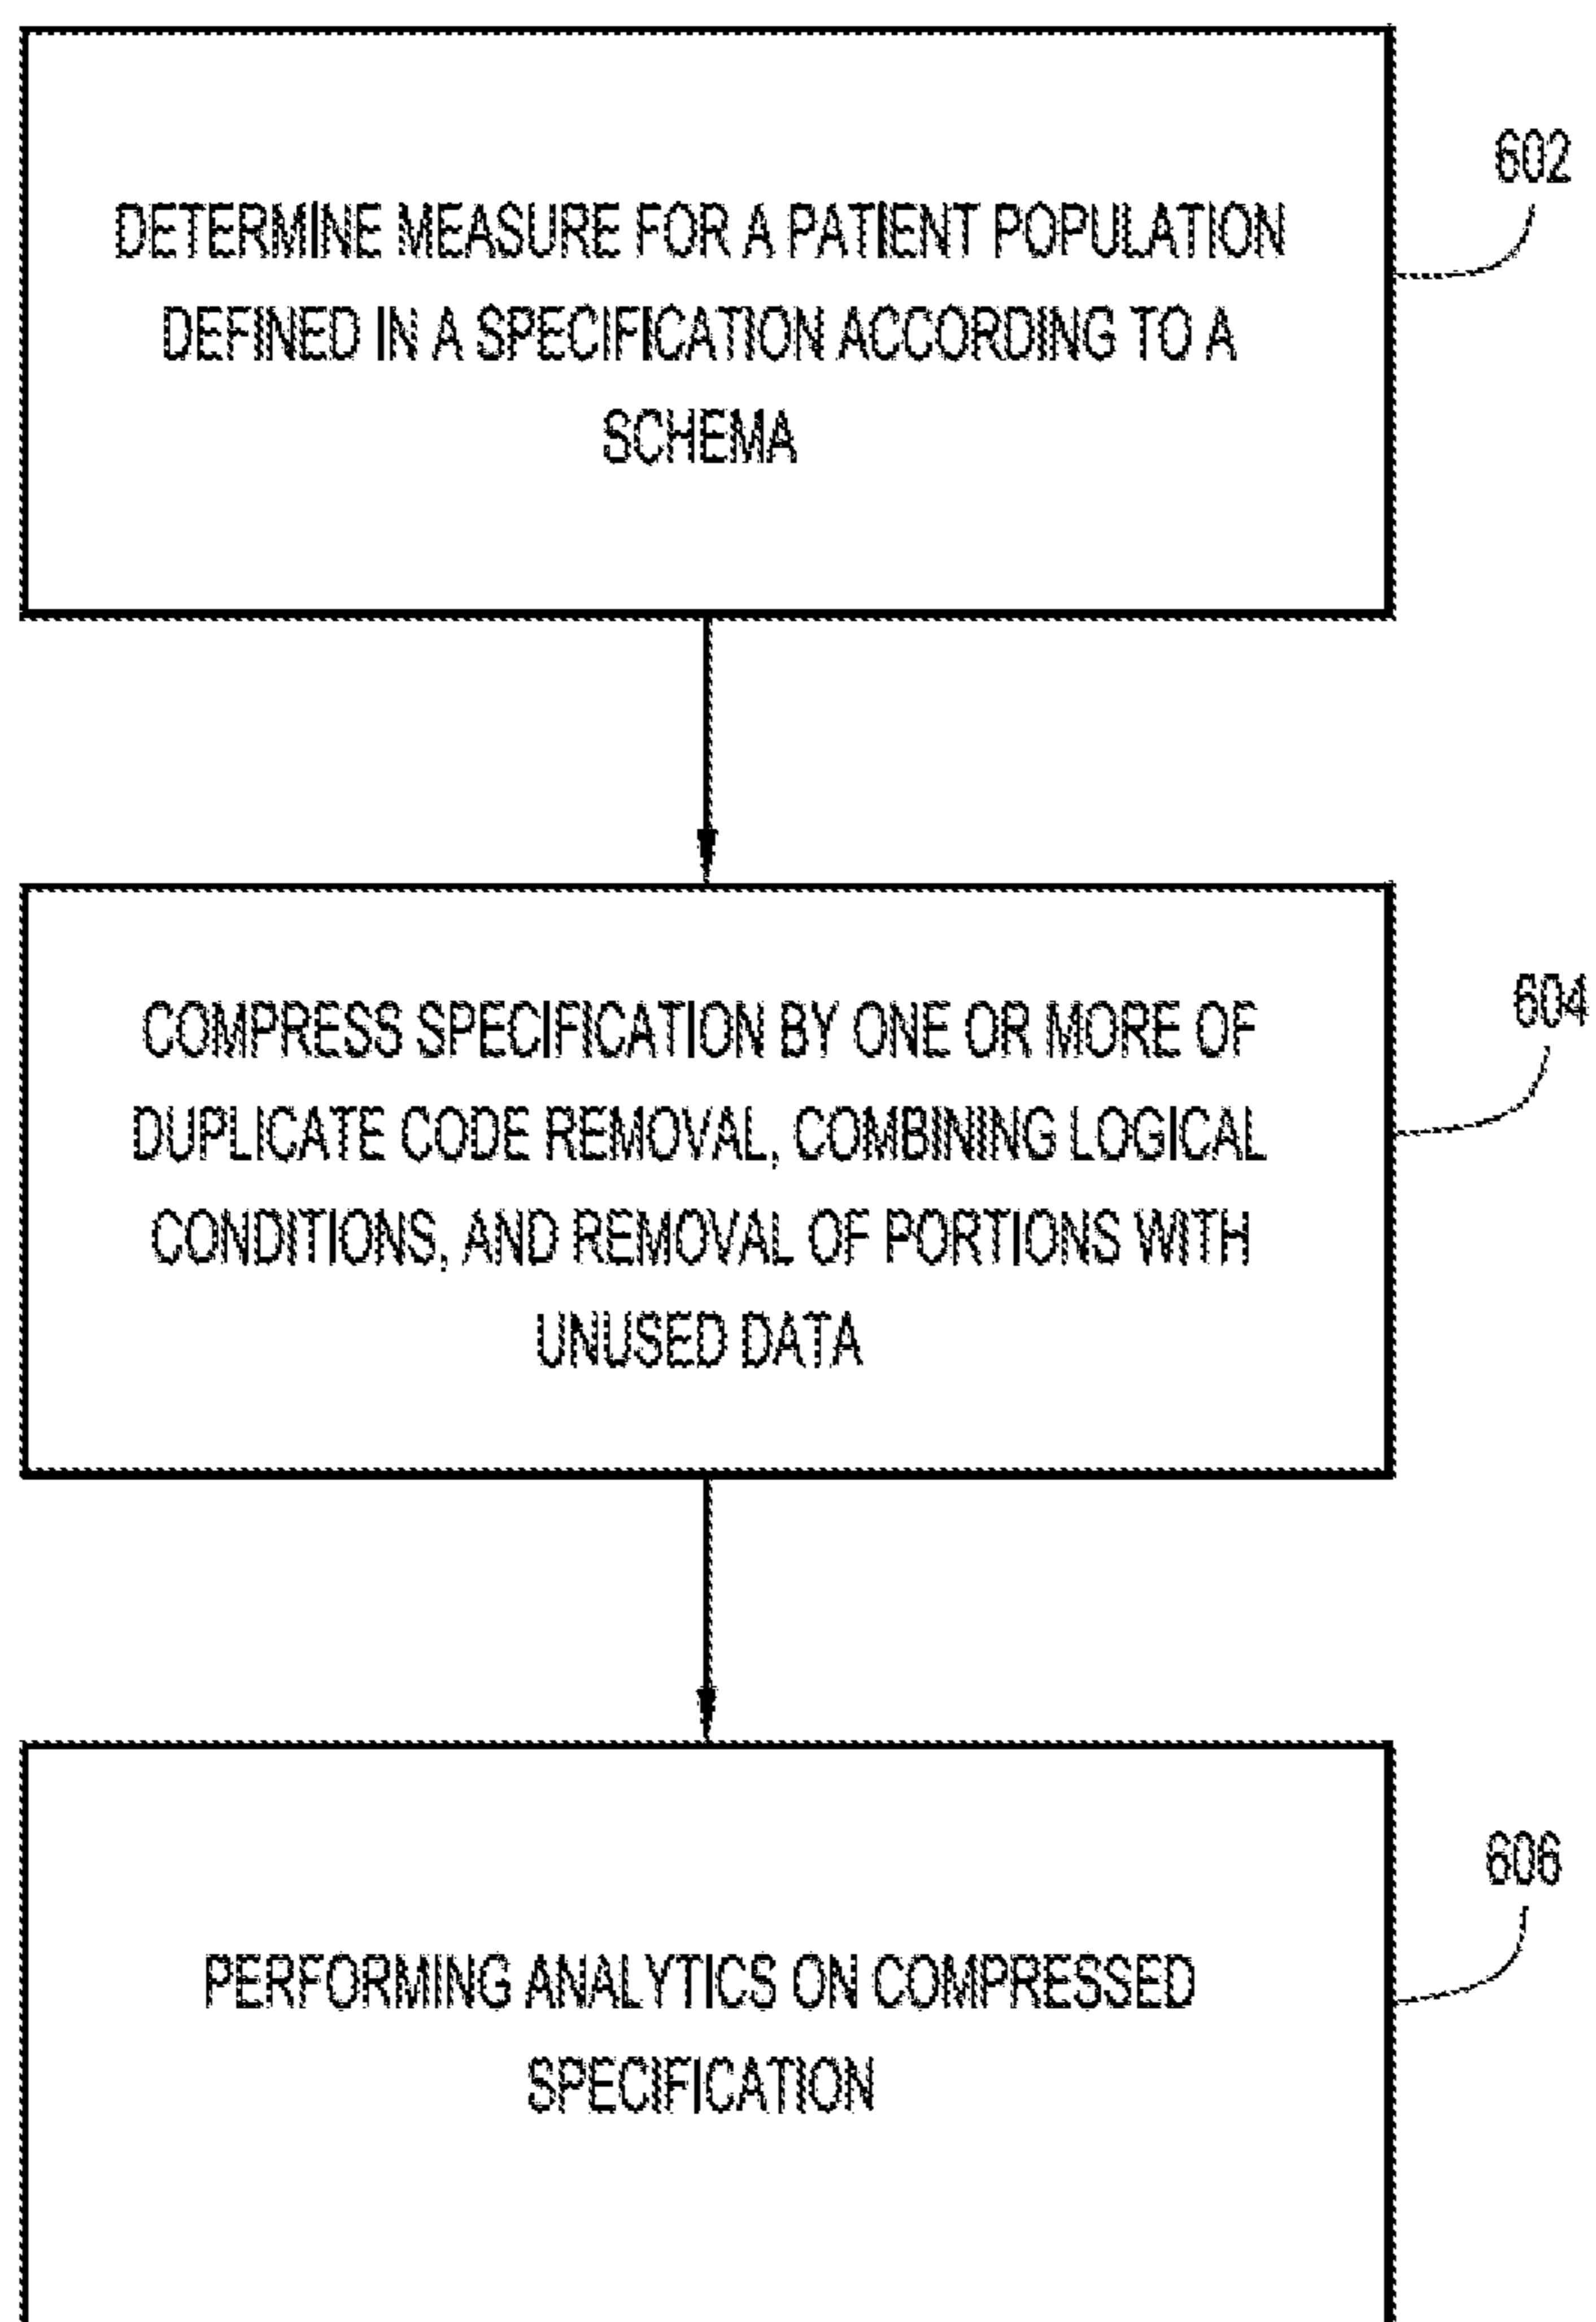 602
DETERMINE MEASURE FOR A PATIENT POPULATION
DEFINED IN A SPECIFICATION ACCORDING TO A
SCHEMA
604
COMPRESS SPECIFICATION BY ONE OR MORE OF
DUPLICATE CODE REMOVAL, COMBINING LOGICAL
CONDITIONS, AND REMOVAL OF PORTIONS WITH
UNUSED DATA
606
PERFORMING ANALYTICS ON COMPRESSED
SPECIFICATION